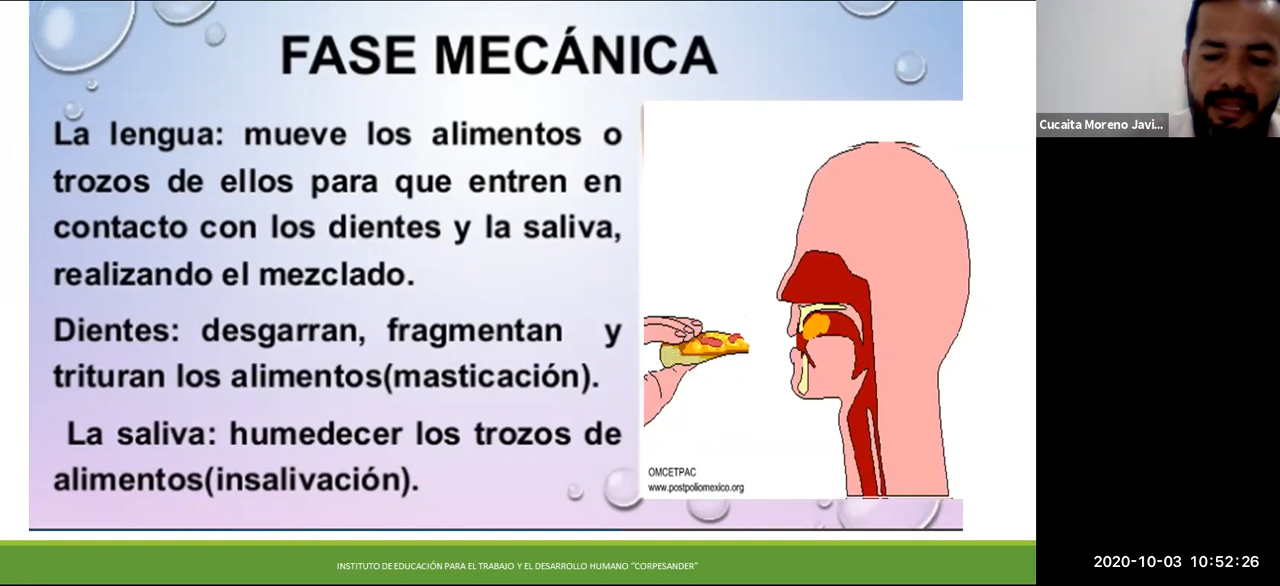 FASE MECÁNICA
La lengua: mueve los alimentos o
trozos de ellos para que entren en
contacto con los dientes y la saliva,
realizando el mezclado.
Dientes: desgarran, fragmentan y
trituran los alimentos(masticación).
La saliva: humedecer los trozos de
alimentos(insalivación).
OMCETPAC
www.postpoliomexico.org
INSTITUTO DE EDUCACIÓN PARA EL TRABAJO Y EL DESARROLLO HUMANO "CORPESANDER"
Cucaita Moreno Javi...
2020-10-03 10:52:26